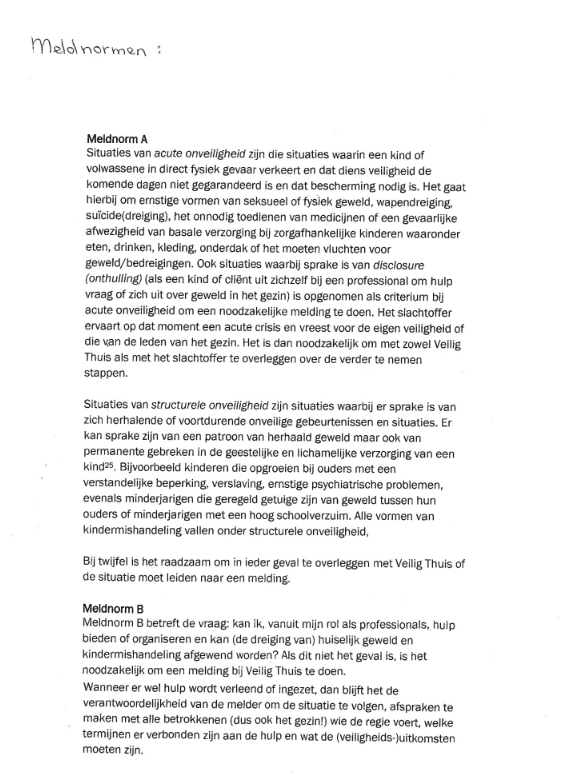 Meldnormen :
Meldnorm A
Situaties van acute onveiligheid zijn die situaties waarin een kind of
volwassene in direct fysiek gevaar verkeert en dat diens veiligheid de
komende dagen niet gegarandeerd is en dat bescherming nodig is. Het gaat
hierbij om ernstige vormen van seksueel of fysiek geweld, wapendreiging,
suïcide(dreiging), het onnodig toedienen van medicijnen of een gevaarlijke
afwezigheid van basale verzorging bij zorgafhankelijke kinderen waaronder
eten, drinken, kleding, onderdak of het moeten vluchten voor
geweld/bedreigingen. Ook situaties waarbij sprake is van disclosure
(onthulling) (als een kind of cliënt uit zichzelf bij een professional om hulp
vraag of zich uit over geweld in het gezin) is opgenomen als criterium bij
acute onveiligheid om een noodzakelijke melding te doen. Het slachtoffer
ervaart op dat moment een acute crisis en vreest voor de eigen veiligheid of
die van de leden van het gezin. Het is dan noodzakelijk om met zowel Veilig
Thuis als met het slachtoffer te overleggen over de verder te nemen
stappen.
Situaties van structurele onveiligheid zijn situaties waarbij er sprake is van
zich herhalende of voortdurende onveilige gebeurtenissen en situaties. Er
kan sprake zijn van een patroon van herhaald geweld maar ook van
permanente gebreken in de geestelijke en lichamelijke verzorging van een
kind²⁵. Bijvoorbeeld kinderen die opgroeien bij ouders met een
verstandelijke beperking, verslaving, ernstige psychiatrische problemen,
evenals minderjarigen die geregeld getuige zijn van geweld tussen hun
ouders of minderjarigen met een hoog schoolverzuim. Alle vormen van
kindermishandeling vallen onder structurele onveiligheid,
Bij twijfel is het raadzaam om in ieder geval te overleggen met Veilig Thuis of
de situatie moet leiden naar een melding.
Meldnorm B
Meldnorm B betreft de vraag: kan ik, vanuit mijn rol als professionals, hulp
bieden of organiseren en kan (de dreiging van) huiselijk geweld en
kindermishandeling afgewend worden? Als dit niet het geval is, is het
noodzakelijk om een melding bij Veilig Thuis te doen.
Wanneer er wel hulp wordt verleend of ingezet, dan blijft het de
verantwoordelijkheid van de melder om de situatie te volgen, afspraken te
maken met alle betrokkenen (dus ook het gezin!) wie de regie voert, welke
termijnen er verbonden zijn aan de hulp en wat de (veiligheids-)uitkomsten
moeten zijn.